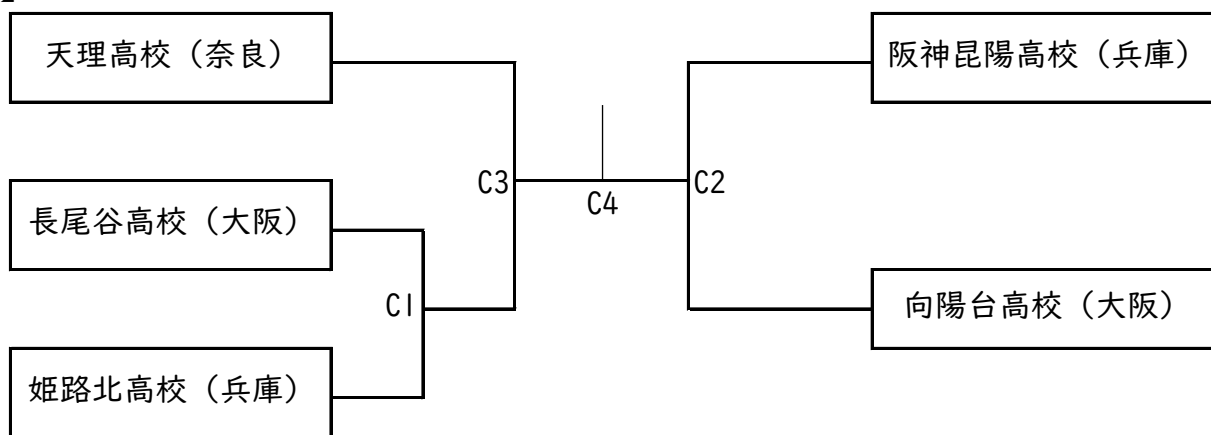 天理高校（奈良）
阪神昆陽高校（兵庫）
C3
C2
C4
長尾谷高校（大阪）
C1
向陽台高校（大阪）
姫路北高校（兵庫）